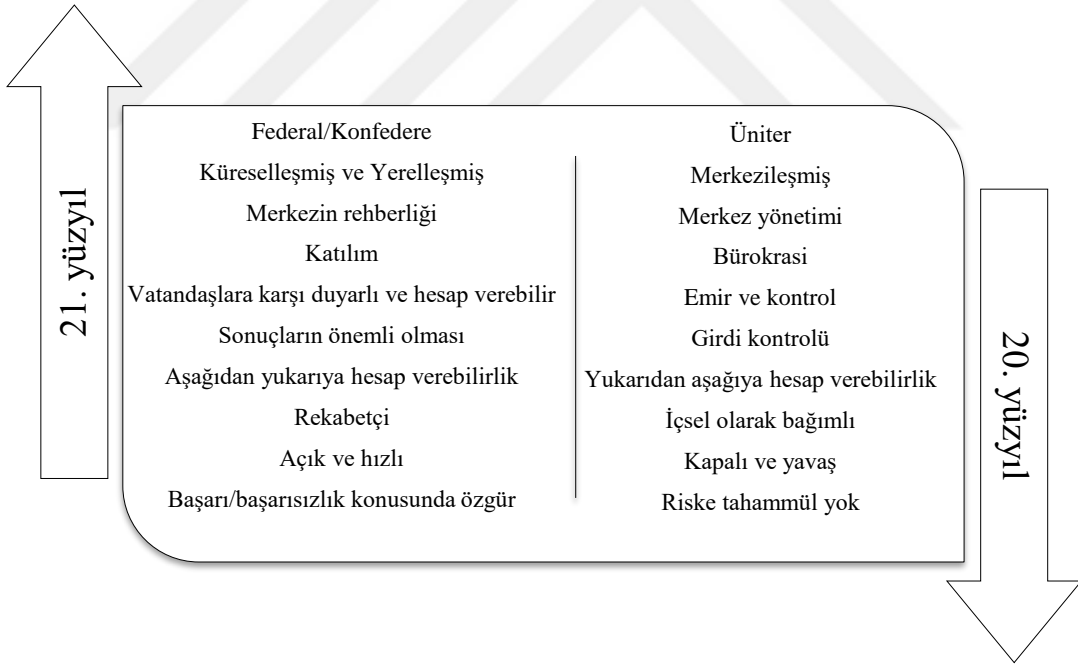 21. yüzyıl
Federal/Konfedere
Küreselleşmiş ve Yerelleşmiş
Merkezin rehberliği
Katılım
Vatandaşlara karşı duyarlı ve hesap verebilir
Sonuçların önemli olması
Aşağıdan yukarıya hesap verebilirlik
Rekabetçi
Açık ve hızlı
Başarı/başarısızlık konusunda özgür
Üniter
Merkezileşmiş
Merkez yönetimi
Bürokrasi
Emir ve kontrol
Girdi kontrolü
Yukarıdan aşağıya hesap verebilirlik
İçsel olarak bağımlı
Kapalı ve yavaş
Riske tahammül yok
20. yüzyıl